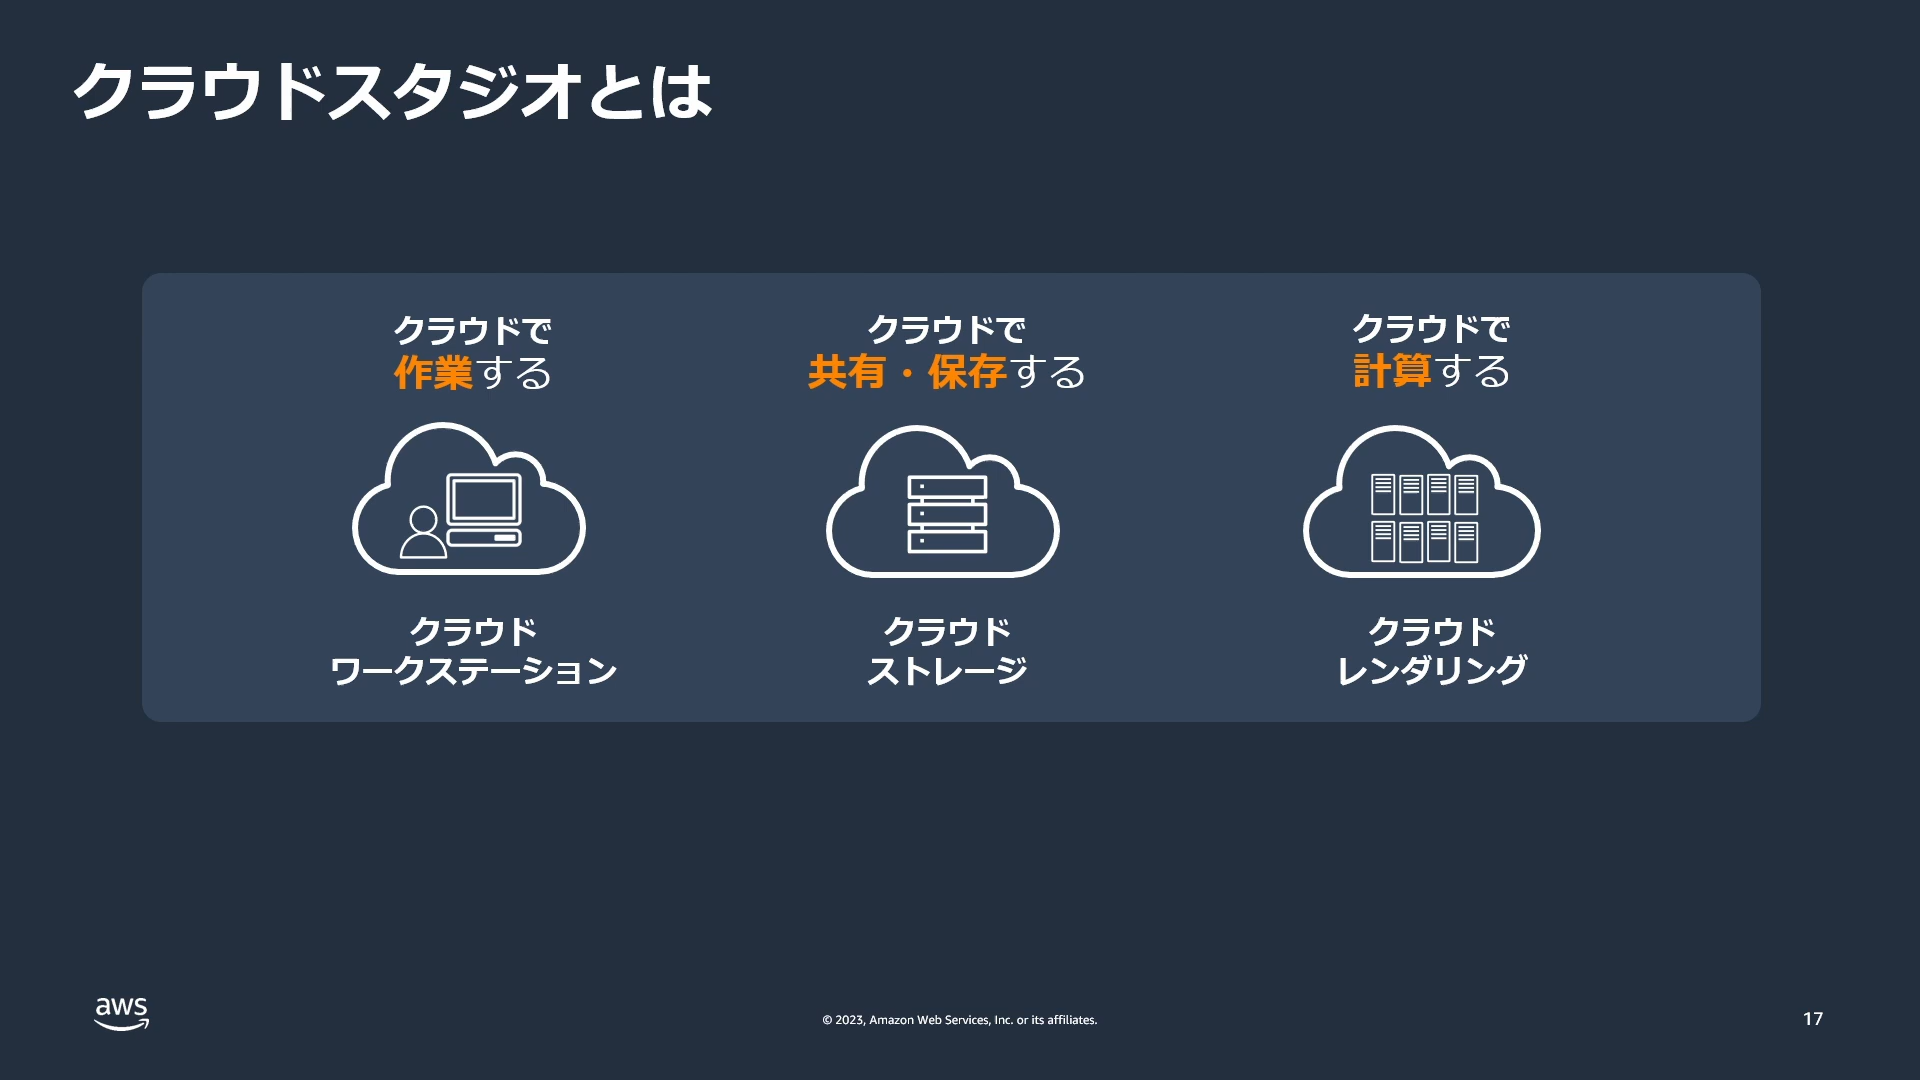 クラウドスタジオとは
クラウドで
作業する
クラウドで
共有・保存する
クラウドで
計算する
クラウド
ワークステーション
クラウド
ストレージ
クラウド
レンダリング
aws
© 2023, Amazon Web Services, Inc. or its affiliates.
17